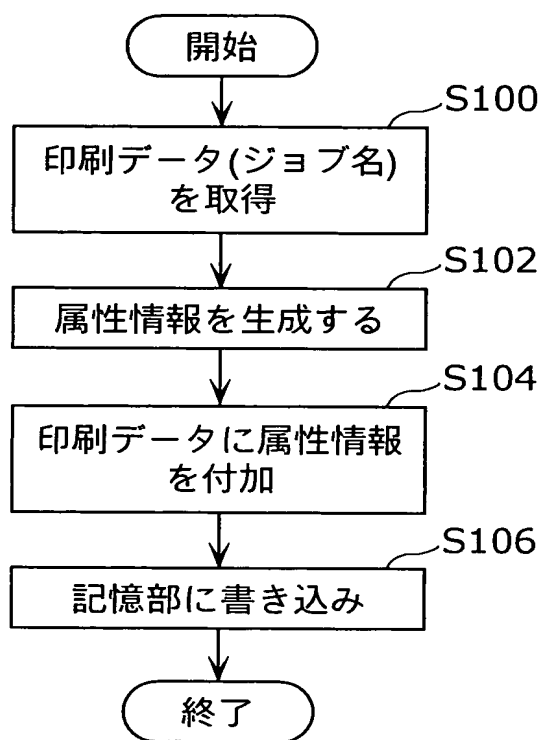 開始
S100
印刷データ(ジョブ名)
を取得
S102
属性情報を生成する
S104
印刷データに属性情報
を付加
S106
記憶部に書き込み
終了